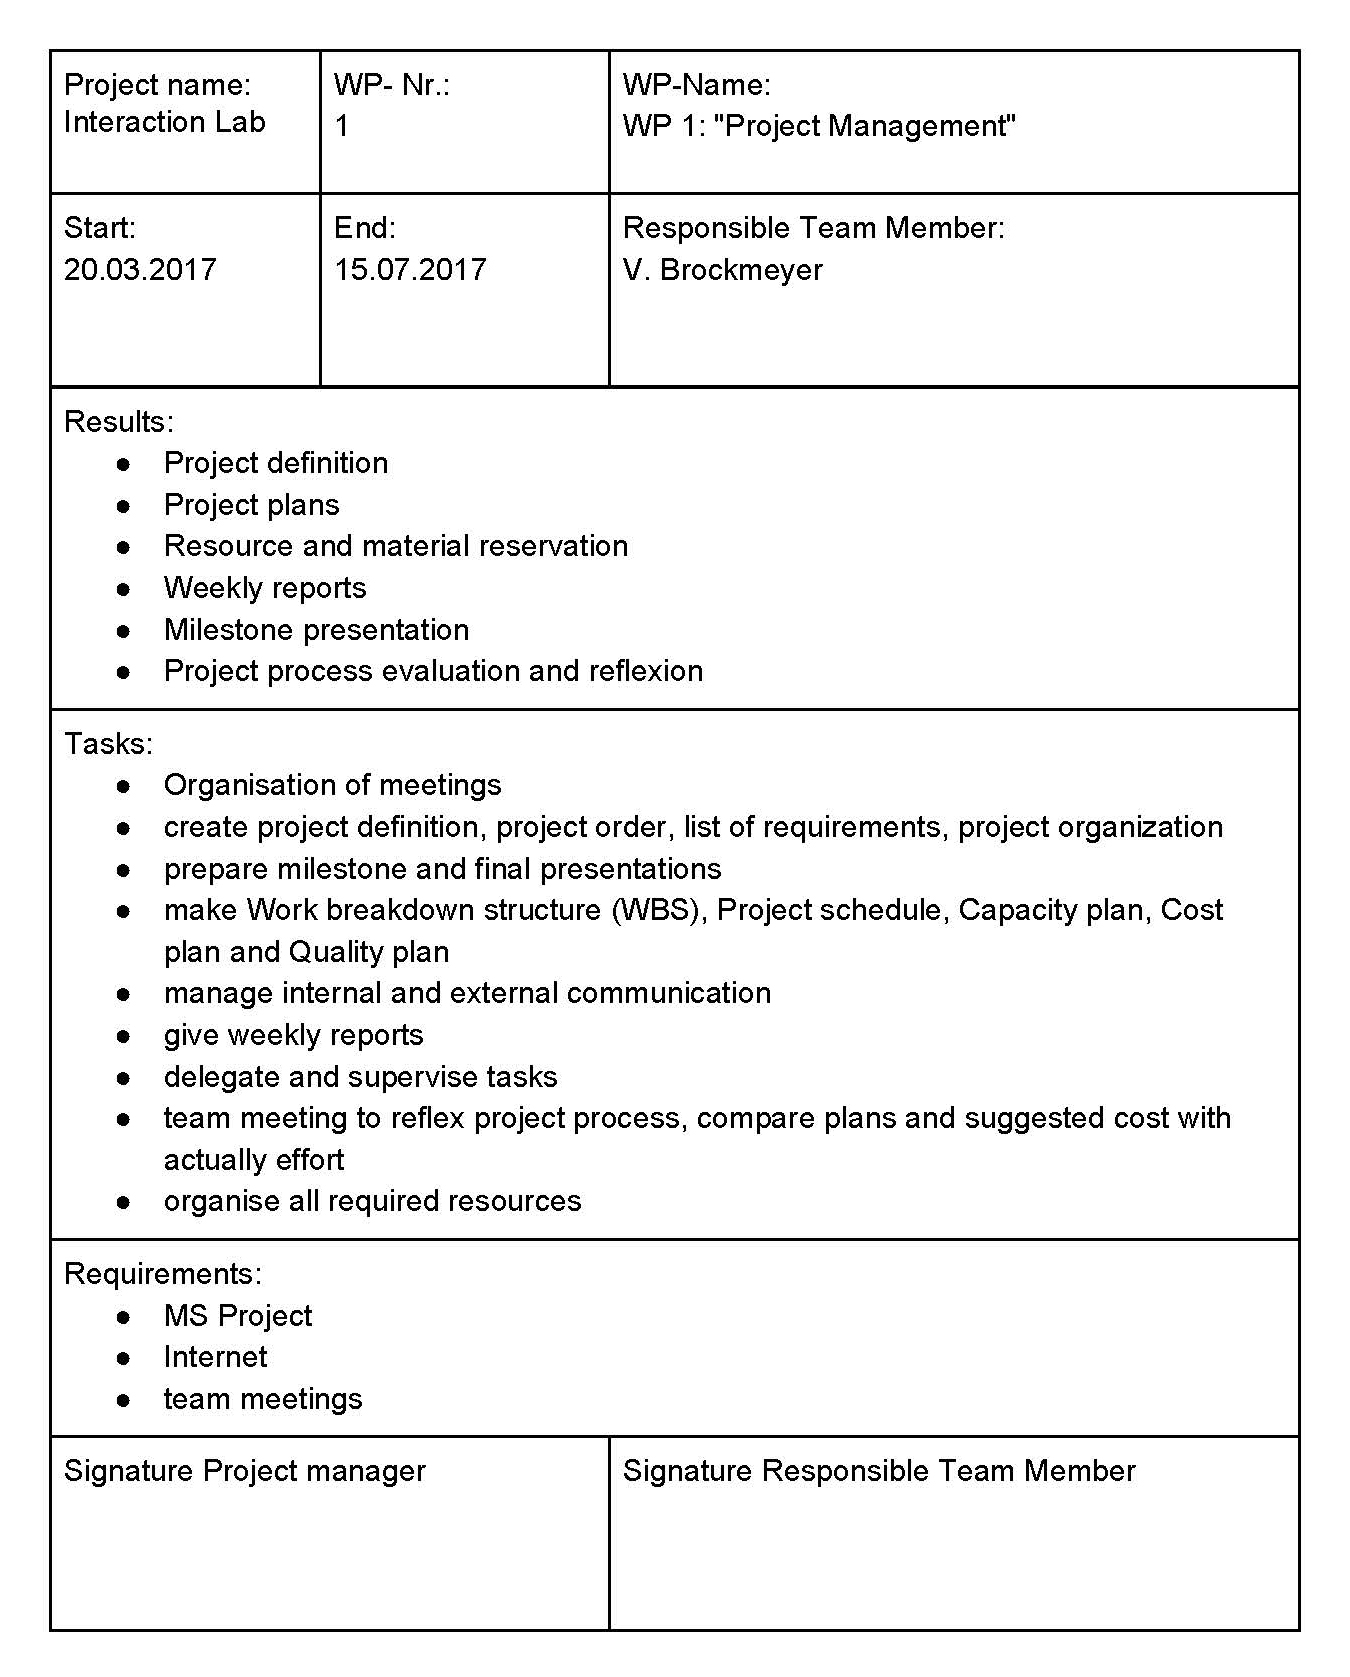 Project name:
Interaction Lab
WP- Nr.:
1
WP-Name:
WP 1: "Project Management"
Start:
20.03.2017
End:
15.07.2017
Responsible Team Member:
V. Brockmeyer
Results:
● Project definition
● Project plans
● Resource and material reservation
● Weekly reports
● Milestone presentation
● Project process evaluation and reflexion
Tasks:
● Organisation of meetings
● create project definition, project order, list of requirements, project organization
● prepare milestone and final presentations
● make Work breakdown structure (WBS), Project schedule, Capacity plan, Cost
plan and Quality plan
● manage internal and external communication
● give weekly reports
● delegate and supervise tasks
● team meeting to reflex project process, compare plans and suggested cost with
actually effort
● organise all required resources
Requirements:
● MS Project
● Internet
● team meetings
Signature Project manager
Signature Responsible Team Member